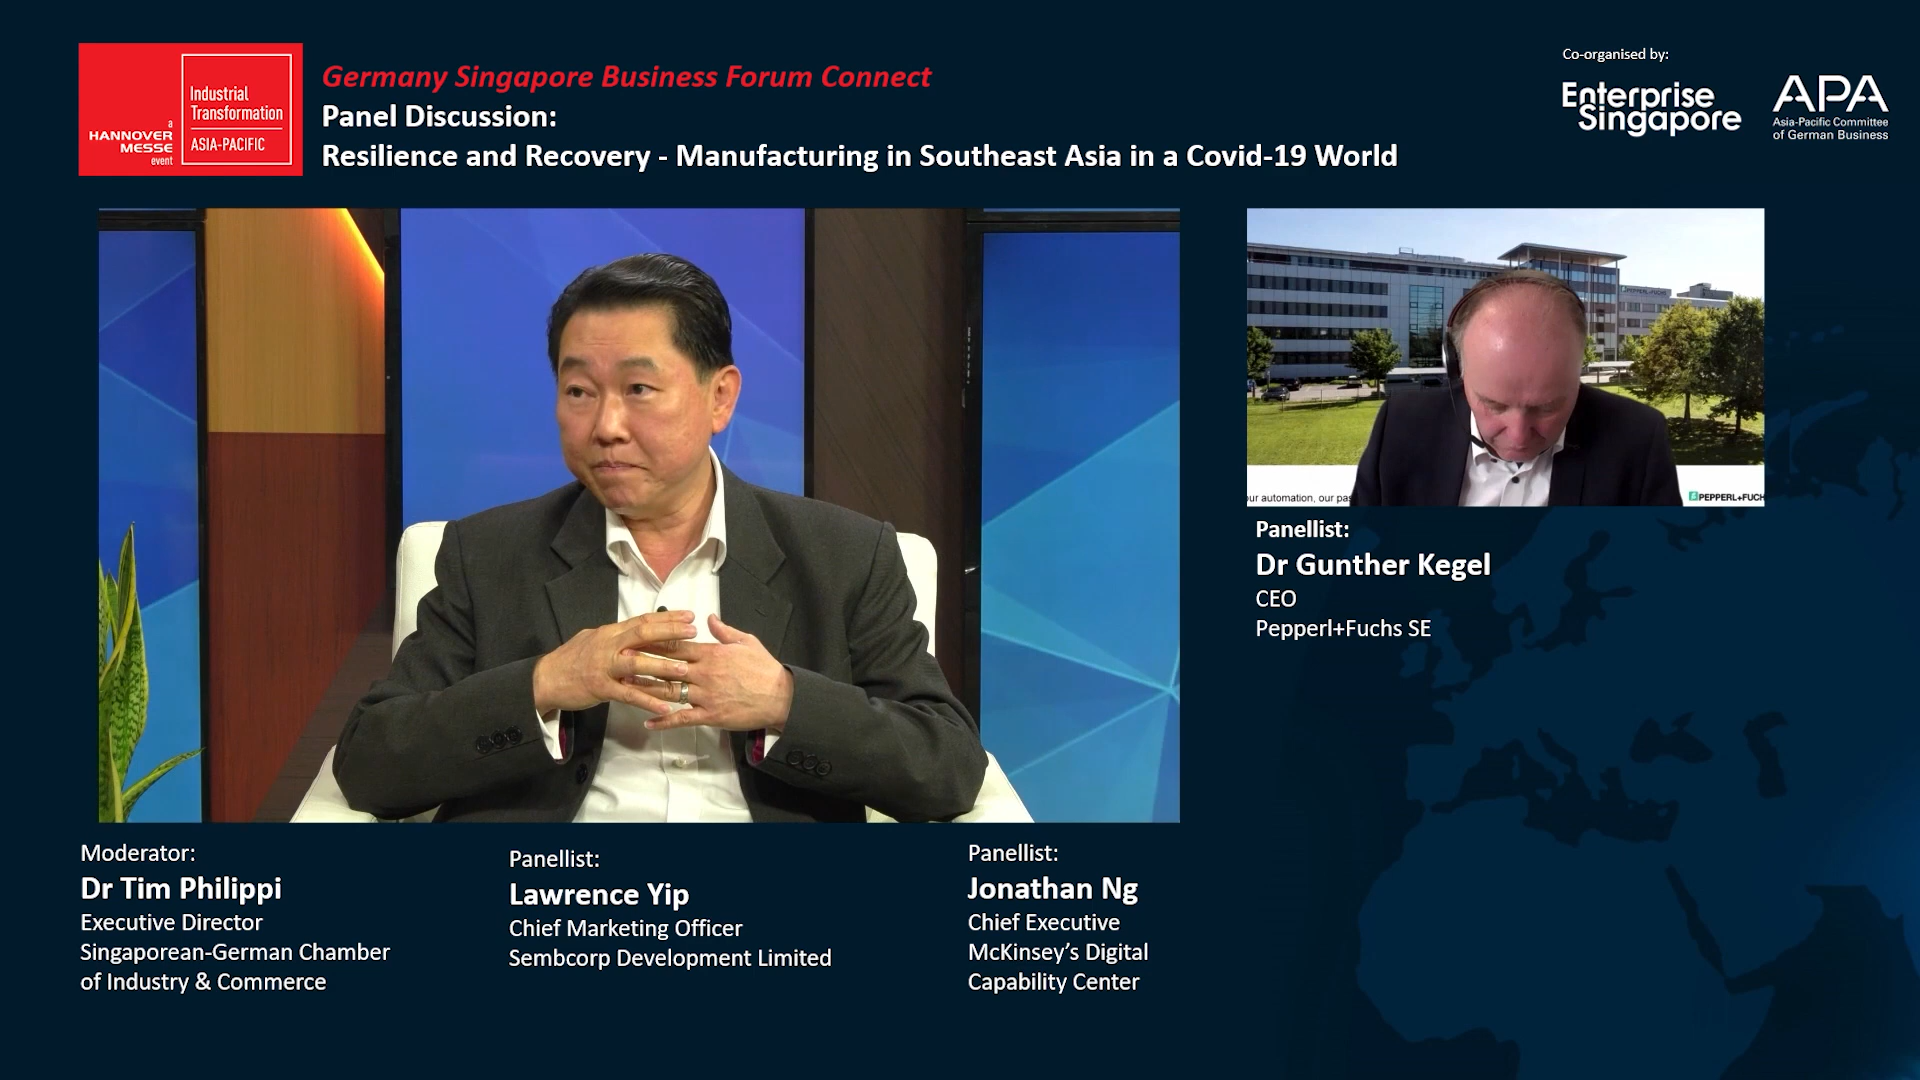 a
HANNOVER
MESSE
event
Industrial
Transformation
ASIA-PACIFIC
Germany Singapore Business Forum Connect
Panel Discussion:
Resilience and Recovery - Manufacturing in Southeast Asia in a Covid-19 World
Co-organised by:
Enterprise
Singapore
APA
Asia-Pacific Committee
of German Business
PEPPERL+FUCHS
ur automation, our pas
PEPPERL+FUCH
Panellist:
Dr Gunther Kegel
CEO
Pepperl+Fuchs SE
Moderator:
Dr Tim Philippi
Executive Director
Singaporean-German Chamber
of Industry & Commerce
Panellist:
Lawrence Yip
Chief Marketing Officer
Sembcorp Development Limited
Panellist:
Jonathan Ng
Chief Executive
McKinsey’s Digital
Capability Center